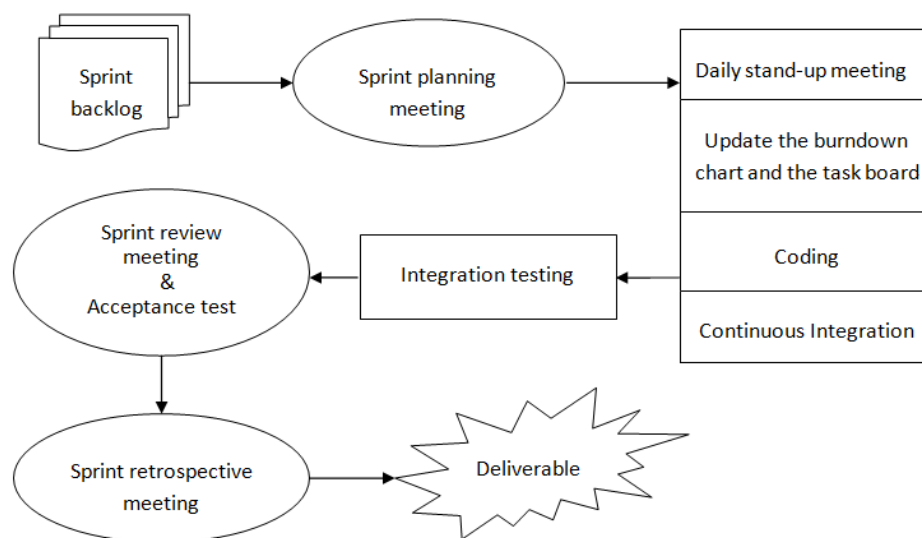 Sprint
backlog
Sprint planning
meeting
Daily stand-up meeting
Update the burndown
chart and the task board
Coding
Continuous Integration
Integration testing
Sprint review
meeting
&
Acceptance test
Sprint retrospective
meeting
Deliverable